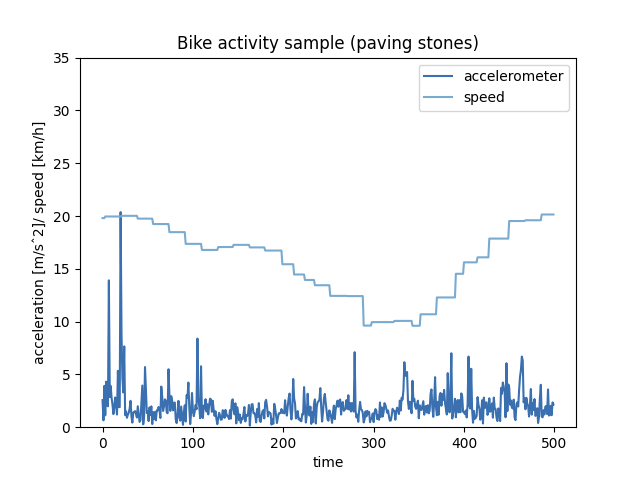 Bike activity sample (paving stones)
accelerometer
speed
acceleration [m/s^2]/ speed [km/h]
35
30
25
20
15
10
5
0
0 100 200 300 400 500
time